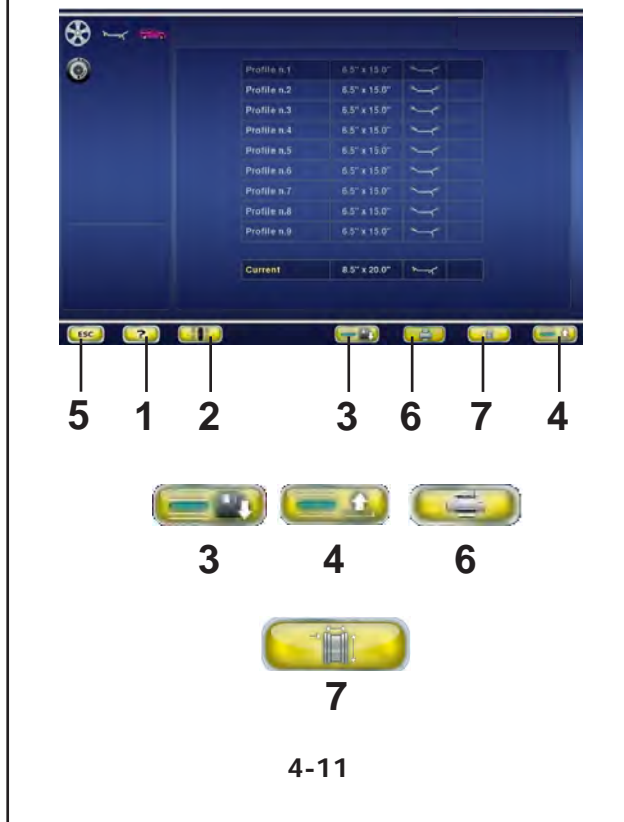 Profile n.1 6.5" x 15.0"
Profile n.2 6.5" x 15.0"
Profile n.3 6.5" x 15.0"
Profile n.4 6.5" x 15.0"
Profile n.5 6.5" x 15.0"
Profile n.6 6.5" x 15.0"
Profile n.7 6.5" x 15.0"
Profile n.8 6.5" x 15.0"
Profile n.9 6.5" x 15.0"
Current 8.5" x 20.0"
ESC ?
5 1 2 3 6 7 4
3 4 6
7
4-11